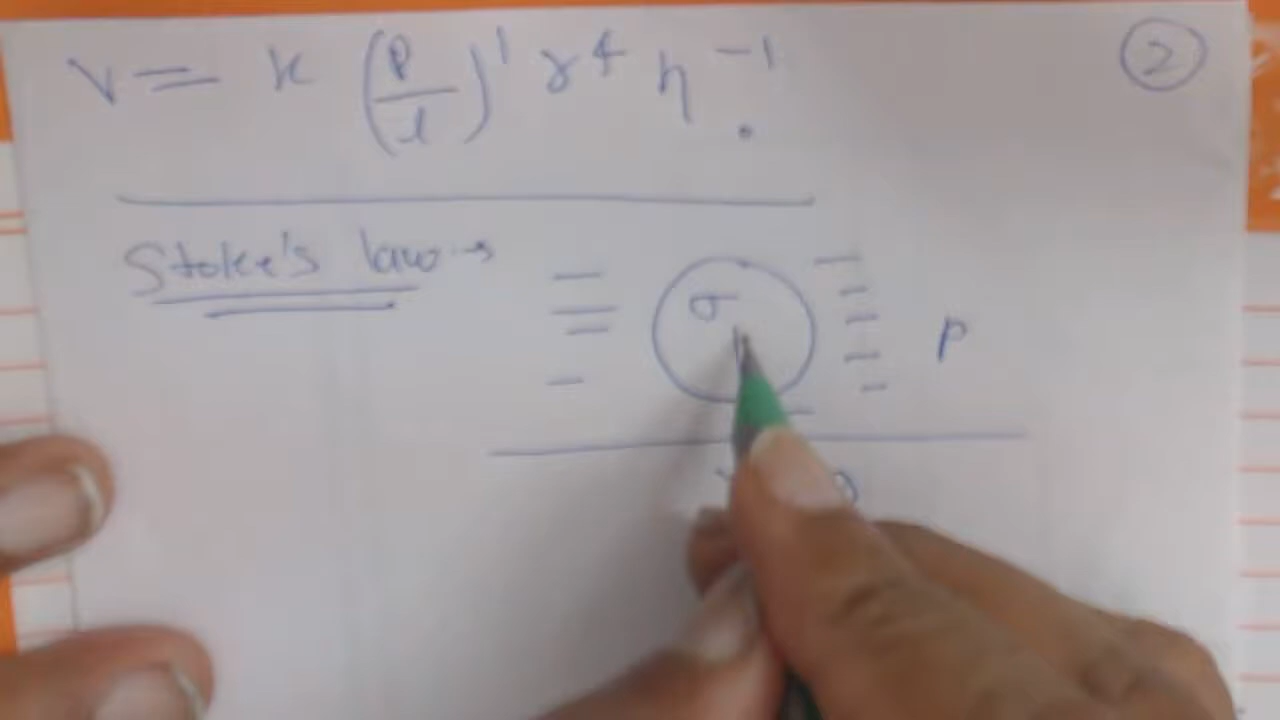 ②
V = K (P/l)¹ r⁴ η⁻¹.
Stoke's law →
σ
ρ